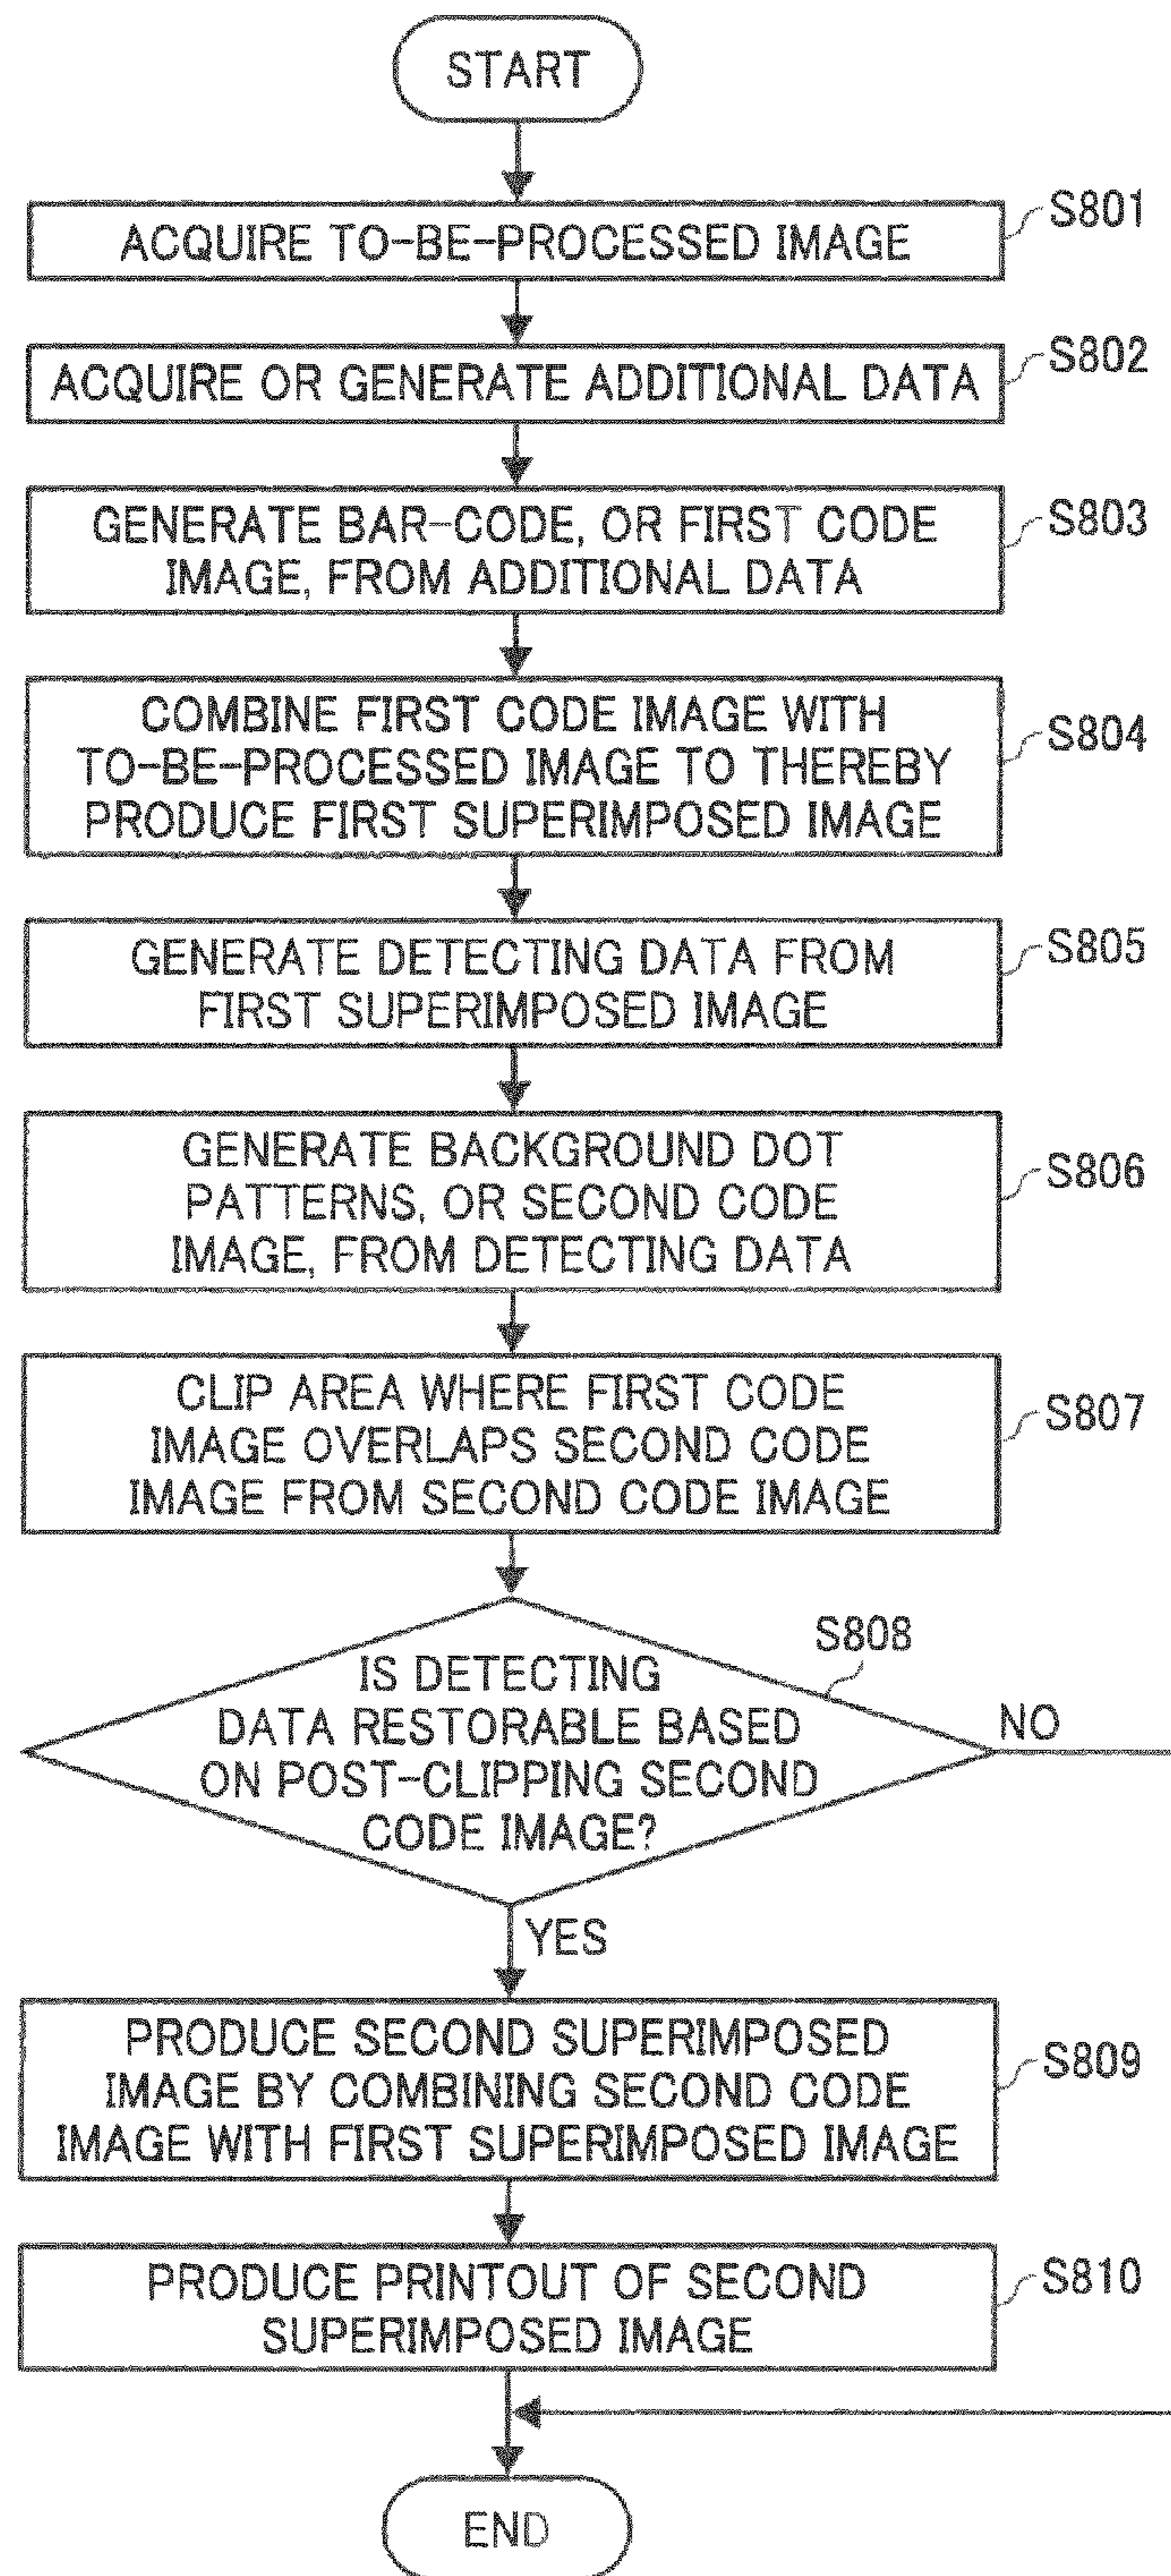 START
S801
ACQUIRE TO-BE-PROCESSED IMAGE
S802
ACQUIRE OR GENERATE ADDITIONAL DATA
S803
GENERATE BAR-CODE, OR FIRST CODE
IMAGE, FROM ADDITIONAL DATA
S804
COMBINE FIRST CODE IMAGE WITH
TO-BE-PROCESSED IMAGE TO THEREBY
PRODUCE FIRST SUPERIMPOSED IMAGE
S805
GENERATE DETECTING DATA FROM
FIRST SUPERIMPOSED IMAGE
S806
GENERATE BACKGROUND DOT
PATTERNS, OR SECOND CODE
IMAGE, FROM DETECTING DATA
S807
CLIP AREA WHERE FIRST CODE
IMAGE OVERLAPS SECOND CODE
IMAGE FROM SECOND CODE IMAGE
S808
IS DETECTING
DATA RESTORABLE BASED
ON POST-CLIPPING SECOND
CODE IMAGE?
NO
YES
S809
PRODUCE SECOND SUPERIMPOSED
IMAGE BY COMBINING SECOND CODE
IMAGE WITH FIRST SUPERIMPOSED IMAGE
S810
PRODUCE PRINTOUT OF SECOND
SUPERIMPOSED IMAGE
END